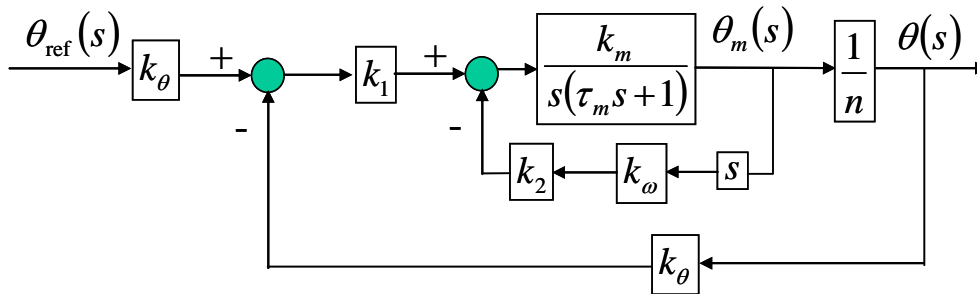 θref(s)
kθ
+
-
k1
+
-
km
s(τms+1)
θm(s)
1
n
θ(s)
k2
kω
s
kθ